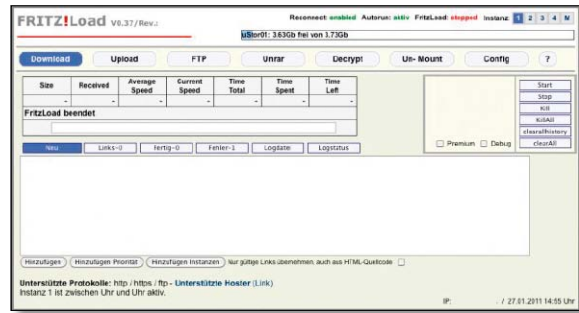 FRITZ!Load V0.37/Rev.:
Reconnect: enabled Autorun: aktiv FritzLoad: stopped Instanz: 1 2 3 4 N
uStor01: 3.63Gb frei von 3.73Gb
Download Upload FTP Unrar Decrypt Un- Mount Config ?
Size Received Average Speed Current Speed Time Total Time Spent Time Left
- - - - - - -
FritzLoad beendet
Start
Stop
Kill
KillAll
clearallhistory
Premium Debug clearAll
Neu Links-0 Fertig-0 Fehler-1 Logdatei Logstatus
Hinzufügen Hinzufügen Priorität Hinzufügen Instanzen Nur gültige Links übernehmen, auch aus HTML-Quellcode
Unterstützte Protokolle: http / https / ftp - Unterstützte Hoster (Link)
Instanz 1 ist zwischen Uhr und Uhr aktiv.
IP: . / 27.01.2011 14:55 Uhr